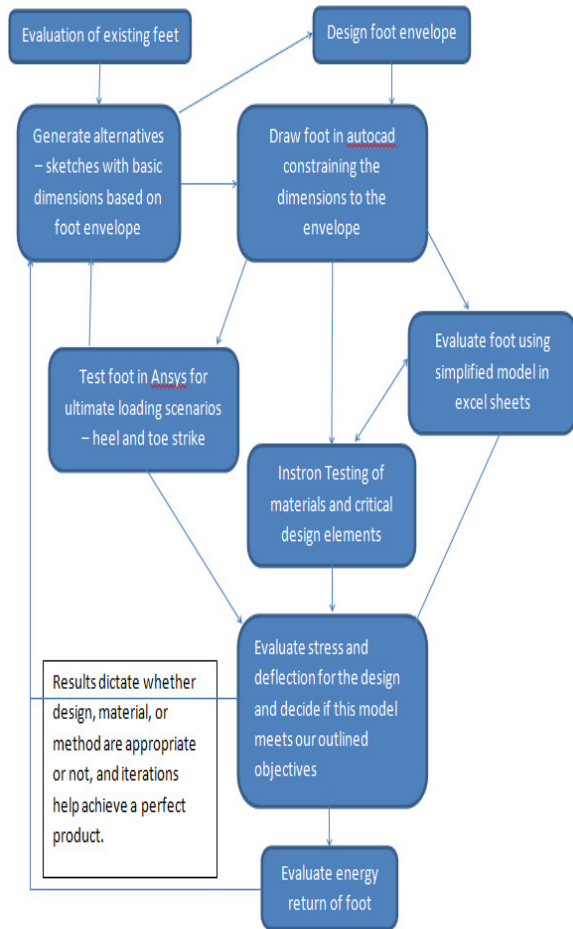 Evaluation of existing feet
Design foot envelope
Generate alternatives
– sketches with basic
dimensions based on
foot envelope
Draw foot in autocad
constraining the
dimensions to the
envelope
Evaluate foot using
simplified model in
excel sheets
Test foot in Ansys for
ultimate loading scenarios
– heel and toe strike
Instron Testing of
materials and critical
design elements
Evaluate stress and
deflection for the design
and decide if this model
meets our outlined
objectives
Results dictate whether
design, material, or
method are appropriate
or not, and iterations
help achieve a perfect
product.
Evaluate energy
return of foot